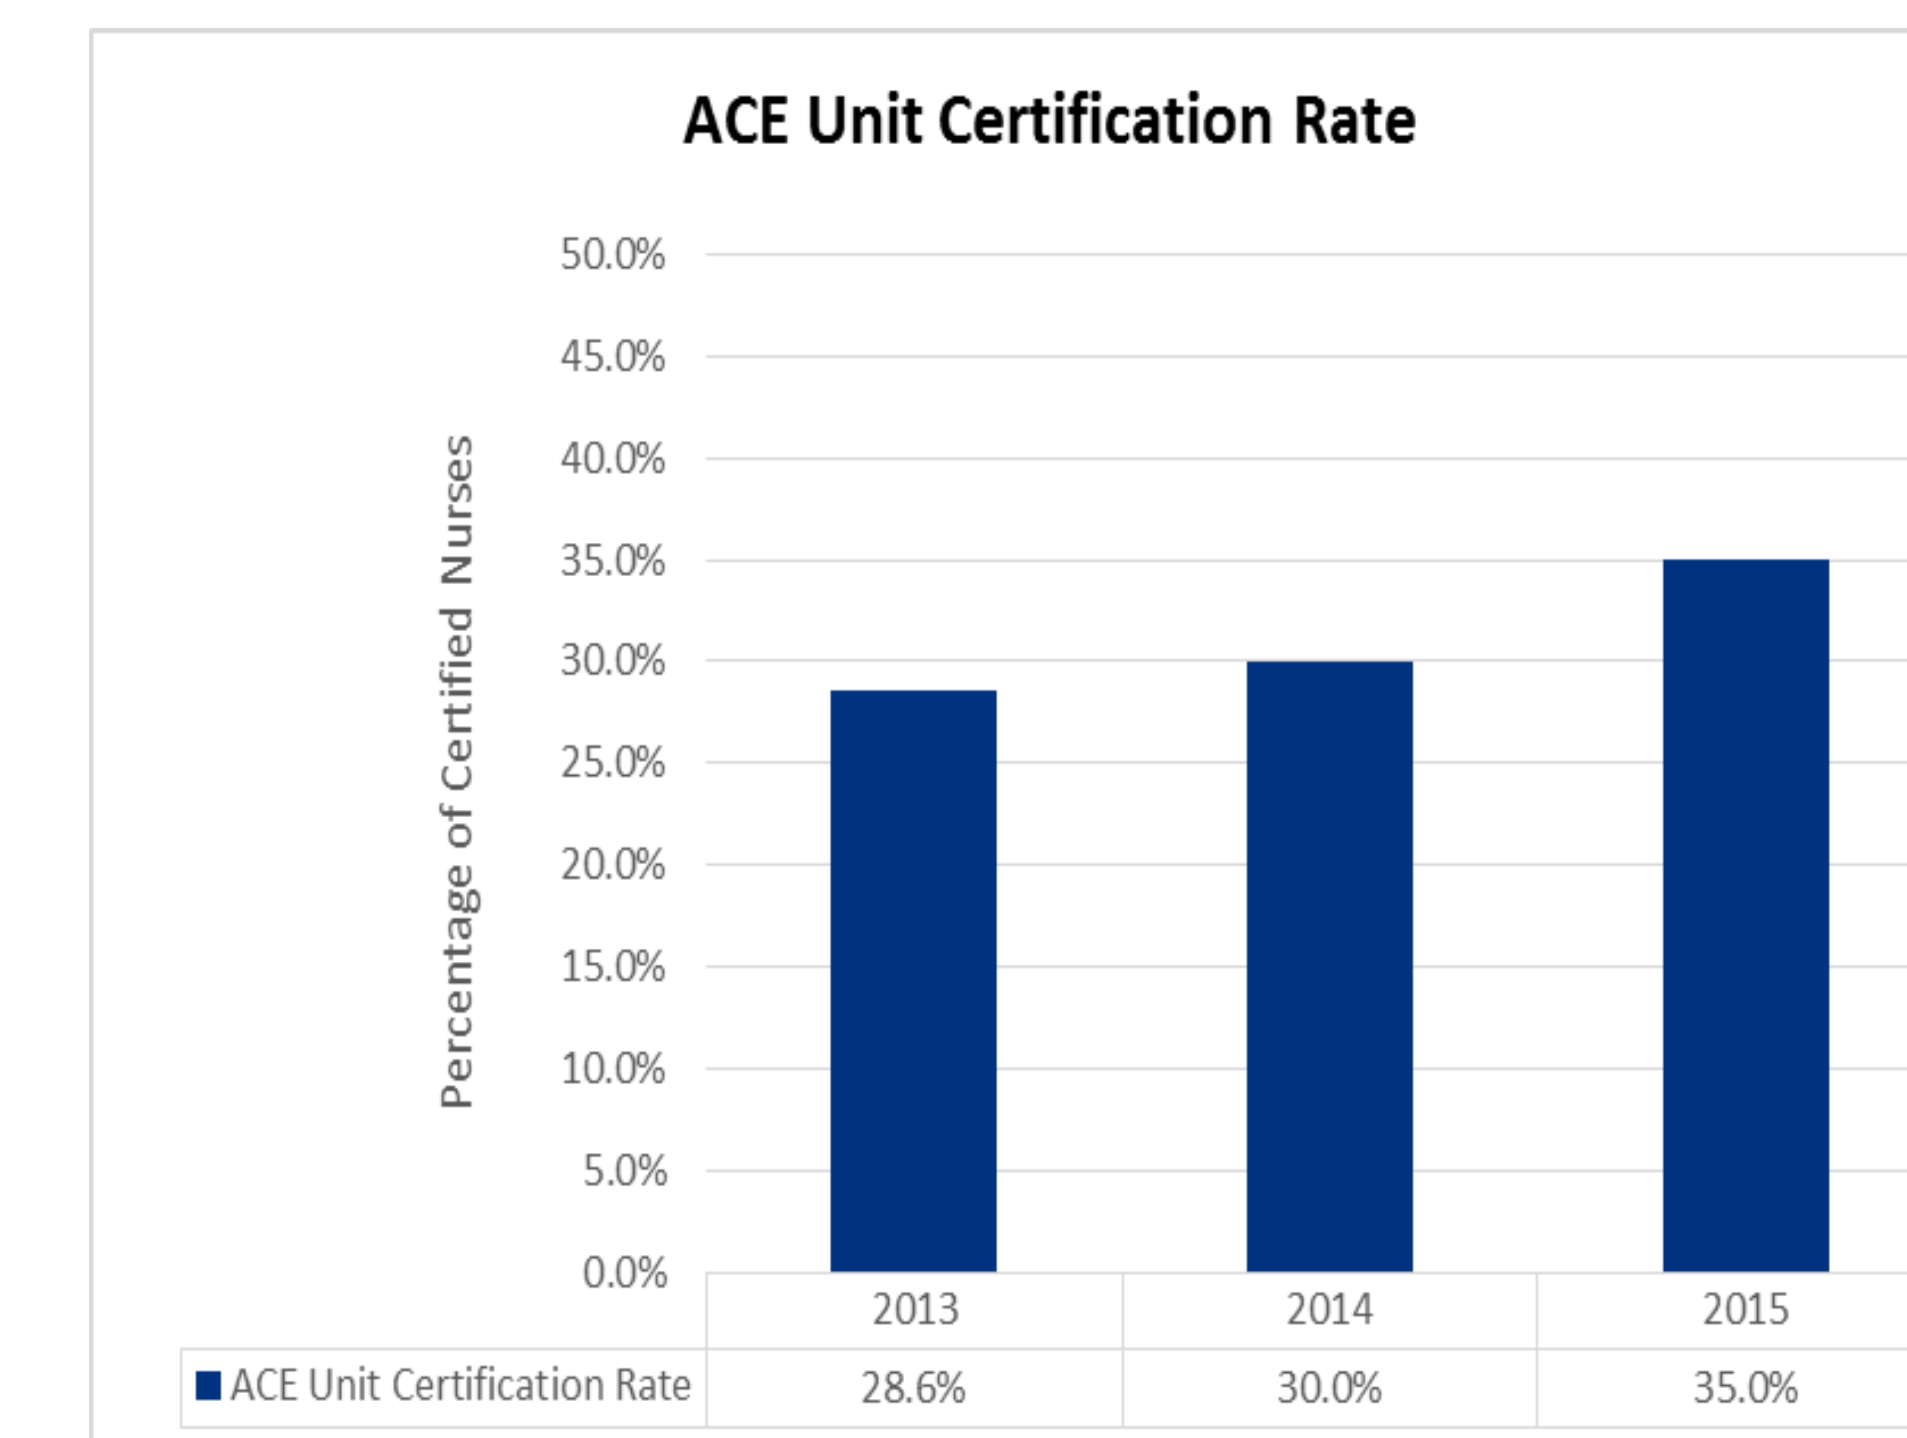 ACE Unit Certification Rate
Percentage of Certified Nurses
50.0%
45.0%
40.0%
35.0%
30.0%
25.0%
20.0%
15.0%
10.0%
5.0%
0.0%
2013 2014 2015
ACE Unit Certification Rate 28.6% 30.0% 35.0%